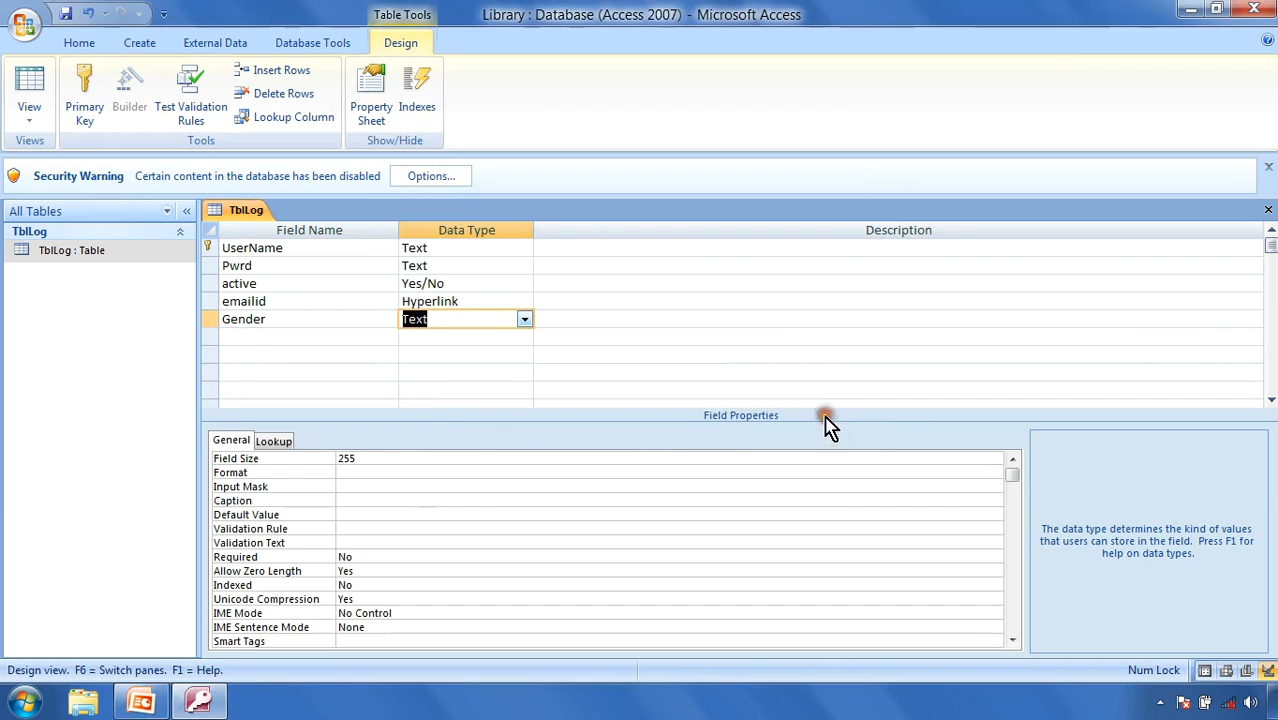 Table Tools
Library : Database (Access 2007) - Microsoft Access
Home Create External Data Database Tools Design
View
Primary Key
Builder
Test Validation Rules
Insert Rows
Delete Rows
Lookup Column
Property Sheet
Indexes
Views Tools Show/Hide
Security Warning Certain content in the database has been disabled Options...
All Tables
TblLog
TblLog : Table
TblLog
Field Name Data Type Description
UserName Text
Pwrd Text
active Yes/No
emailid Hyperlink
Gender Text
Field Properties
General Lookup
Field Size 255
Format
Input Mask
Caption
Default Value
Validation Rule
Validation Text
Required No
Allow Zero Length Yes
Indexed No
Unicode Compression Yes
IME Mode No Control
IME Sentence Mode None
Smart Tags
The data type determines the kind of values
that users can store in the field. Press F1 for
help on data types.
Design view. F6 = Switch panes. F1 = Help.
Num Lock